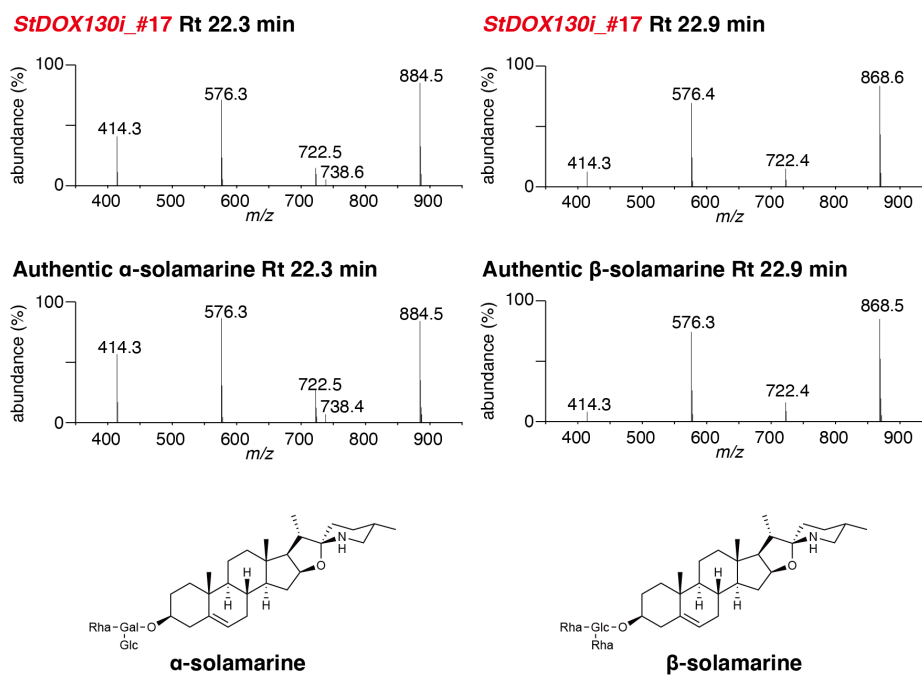 StDOX130i_#17 Rt 22.3 min
abundance (%)
100
0
414.3
576.3
722.5
738.6
884.5
400 500 600 700 800 900
m/z
StDOX130i_#17 Rt 22.9 min
abundance (%)
100
0
414.3
576.4
722.4
868.6
400 500 600 700 800 900
m/z
Authentic α-solamarine Rt 22.3 min
abundance (%)
100
0
414.3
576.3
722.5
738.4
884.5
400 500 600 700 800 900
m/z
Authentic β-solamarine Rt 22.9 min
abundance (%)
100
0
414.3
576.3
722.4
868.5
400 500 600 700 800 900
m/z
H
H
H
N
H
O
Rha-Gal-O
Glc
α-solamarine
H
H
H
N
H
O
Rha-Glc-O
Rha
β-solamarine